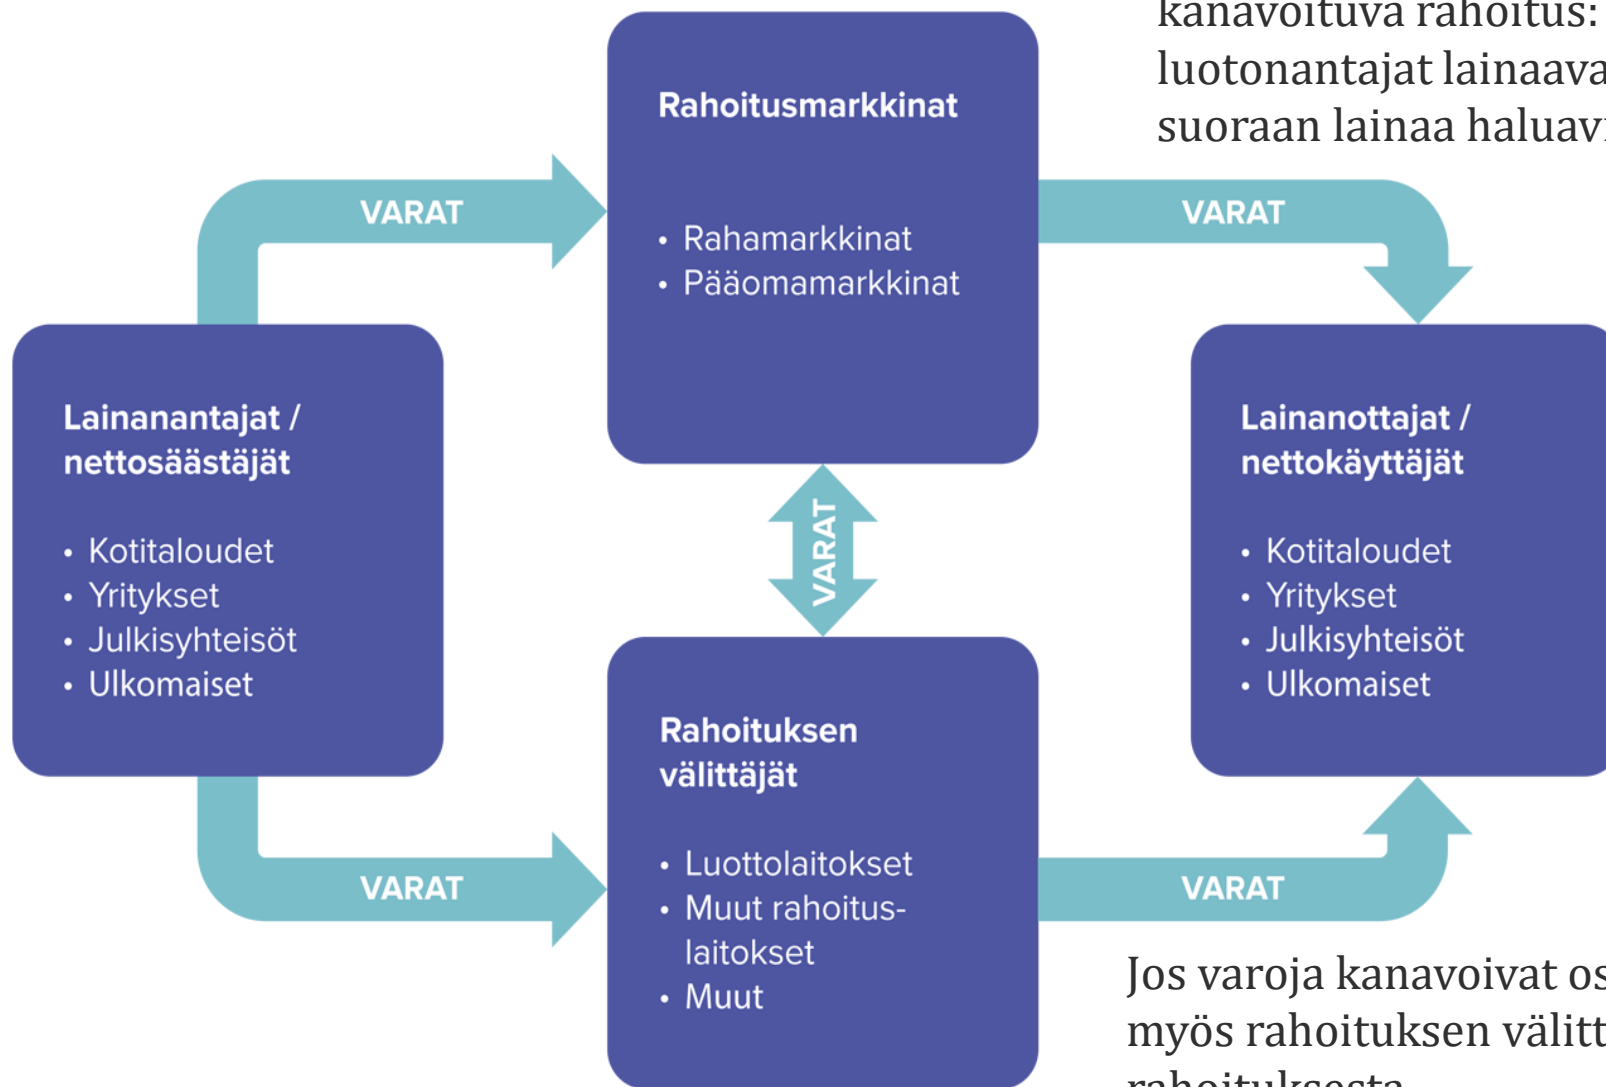 kanavoituva rahoitus:
luotonantajat lainaava
suoraan lainaa haluav
Rahoitusmarkkinat
• Rahamarkkinat
• Pääomamarkkinat
VARAT
VARAT
Lainanantajat /
nettosäästäjät
• Kotitaloudet
• Yritykset
• Julkisyhteisöt
• Ulkomaiset
VARAT
Lainanottajat /
nettokäyttäjät
• Kotitaloudet
• Yritykset
• Julkisyhteisöt
• Ulkomaiset
Rahoituksen
välittäjät
• Luottolaitokset
• Muut rahoitus-
laitokset
• Muut
VARAT
VARAT
Jos varoja kanavoivat os
myös rahoituksen välitt
rahoituksesta